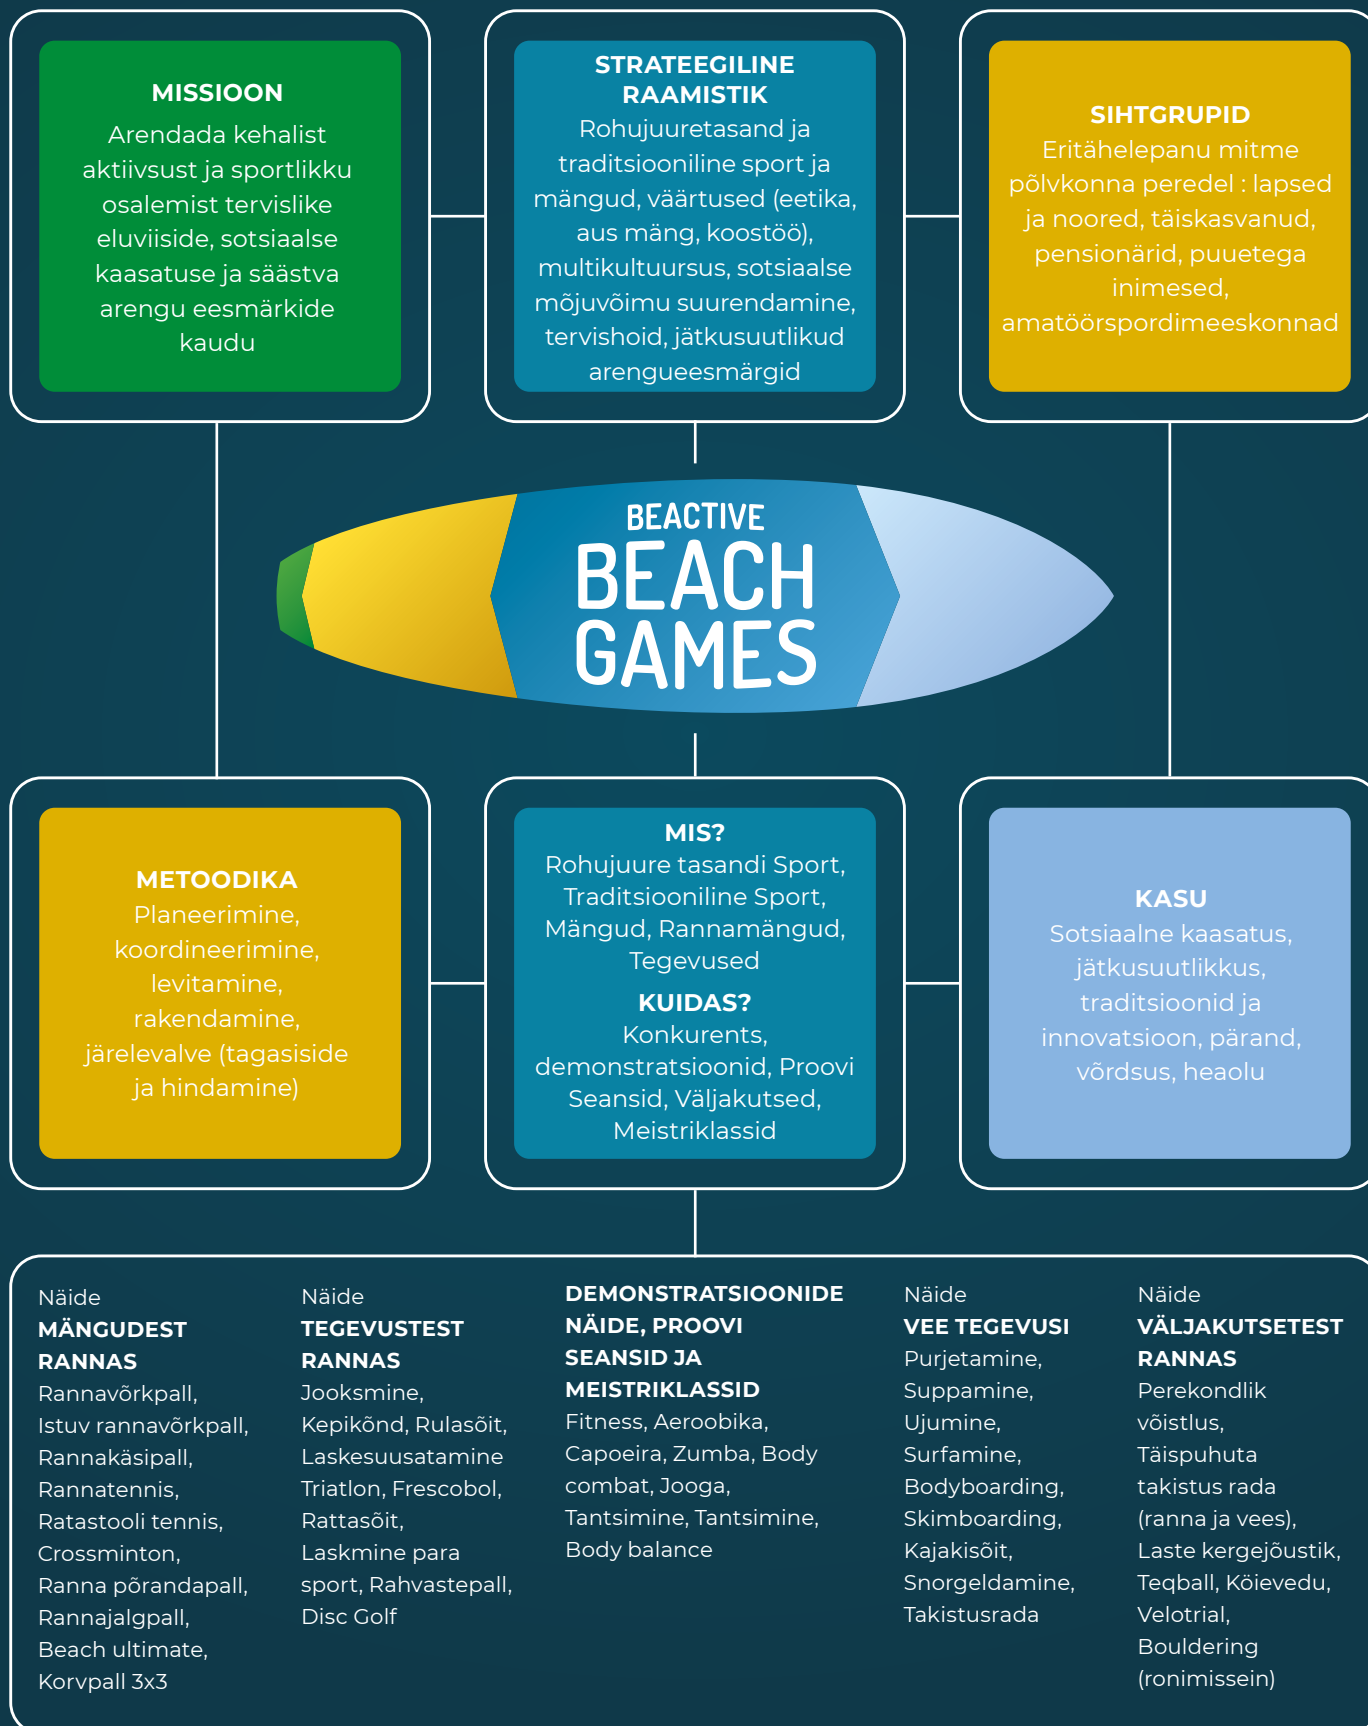 MISSIOON
Arendada kehalist
aktiivsust ja sportlikku
osalemist tervislike
eluviiside, sotsiaalse
kaasatuse ja säästva
arengu eesmärkide
kaudu
STRATEEGILINE
RAAMISTIK
Rohujuuretasand ja
traditsiooniline sport ja
mängud, väärtused (eetika,
aus mäng, koostöö),
multikultuursus, sotsiaalse
mõjuvõimu suurendamine,
tervishoid, jätkusuutlikud
arengueesmärgid
SIHTGRUPID
Eritähelepanu mitme
põlvkonna peredel : lapsed
ja noored, täiskasvanud,
pensionärid, puuetega
inimesed,
amatöörspordimeeskonnad
BEACTIVE
BEACH
GAMES
METOODIKA
Planeerimine,
koordineerimine,
levitamine,
rakendamine,
järelevalve (tagasiside
ja hindamine)
MIS?
Rohujuure tasandi Sport,
Traditsiooniline Sport,
Mängud, Rannamängud,
Tegevused
KUIDAS?
Konkurents,
demonstratsioonid, Proovi
Seansid, Väljakutsed,
Meistriklassid
KASU
Sotsiaalne kaasatus,
jätkusuutlikkus,
traditsioonid ja
innovatsioon, pärand,
võrdsus, heaolu
Näide
MÄNGUDEST
RANNAS
Rannavõrkpall,
Istuv rannavõrkpall,
Rannakäsipall,
Rannatennis,
Ratastooli tennis,
Crossminton,
Ranna põrandapall,
Rannajalgpall,
Beach ultimate,
Korvpall 3x3
Näide
TEGEVUSTEST
RANNAS
Jooksmine,
Kepikõnd, Rulasõit,
Laskesuusatamine
Triatlon, Frescobol,
Rattasõit,
Laskmine para
sport, Rahvastepall,
Disc Golf
DEMONSTRATSIOONIDE
NÄIDE, PROOVI
SEANSID JA
MEISTRIKLASSID
Fitness, Aeroobika,
Capoeira, Zumba, Body
combat, Jooga,
Tantsimine, Tantsimine,
Body balance
Näide
VEE TEGEVUSI
Purjetamine,
Suppamine,
Ujumine,
Surfamine,
Bodyboarding,
Skimboarding,
Kajakisõit,
Snorgeldamine,
Takistusrada
Näide
VÄLJAKUTSETEST
RANNAS
Perekondlik
võistlus,
Täispuhuta
takistus rada
(ranna ja vees),
Laste kergejõustik,
Teqball, Köievedu,
Velotrial,
Bouldering
(ronimissein)